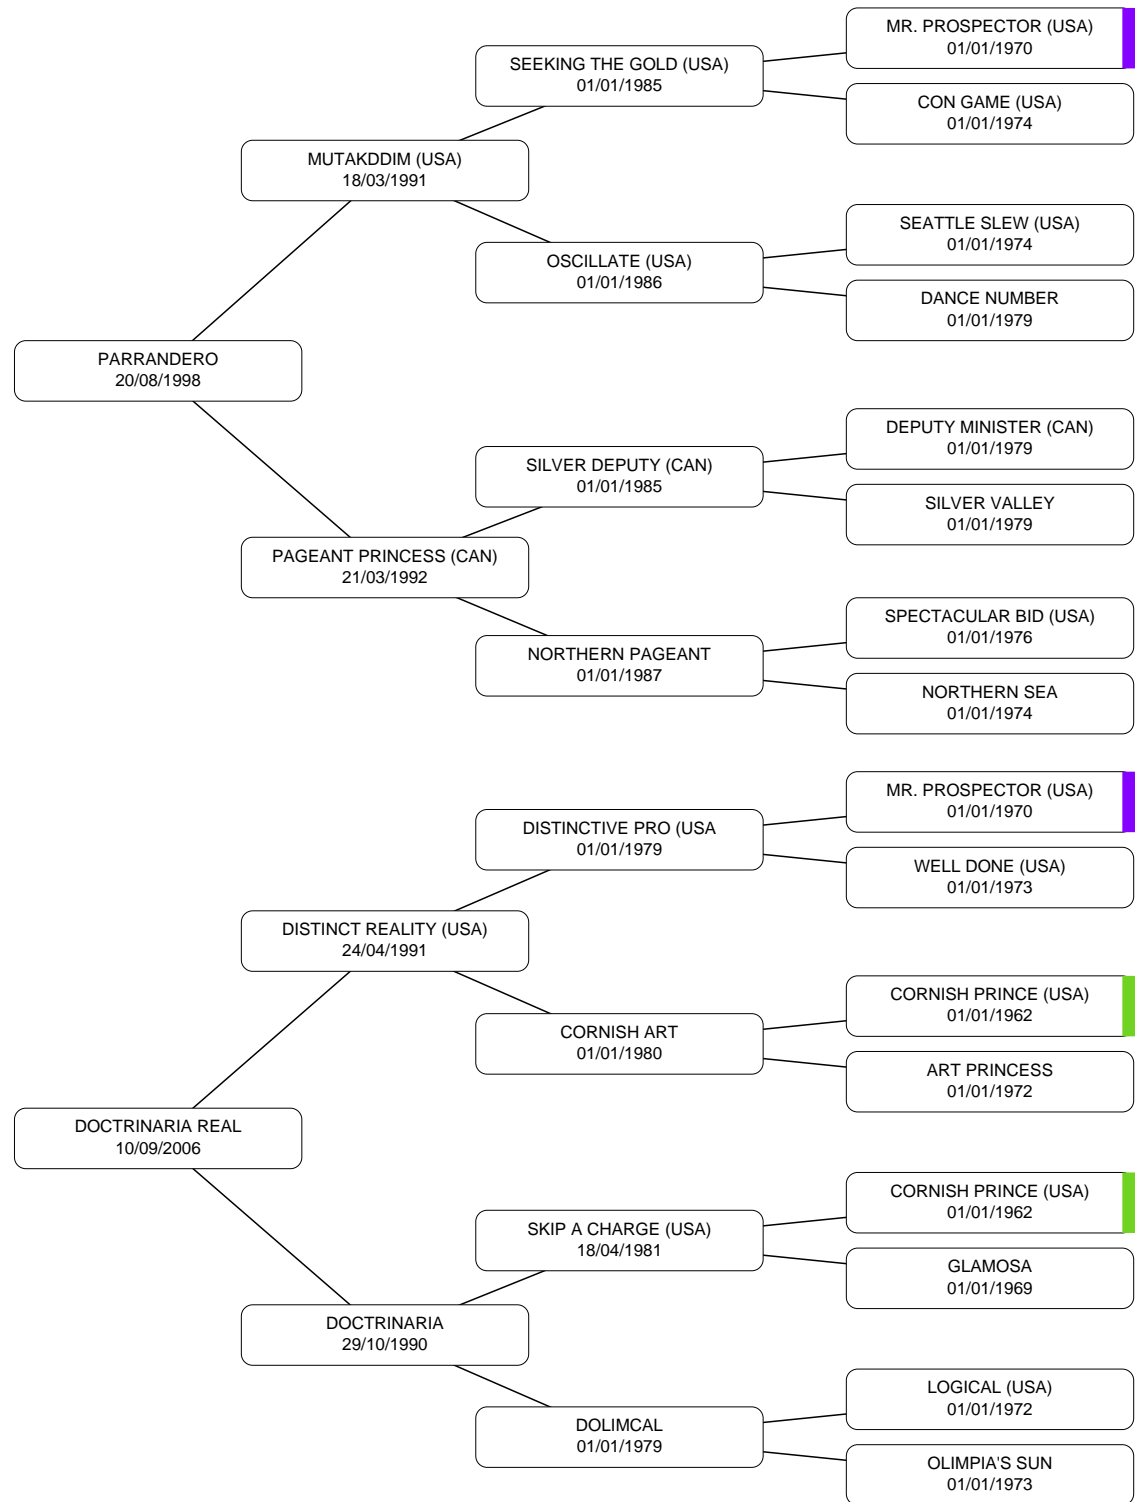 MR. PROSPECTOR (USA)
01/01/1970
SEEKING THE GOLD (USA)
01/01/1985
CON GAME (USA)
01/01/1974
MUTAKDDIM (USA)
18/03/1991
SEATTLE SLEW (USA)
01/01/1974
OSCILLATE (USA)
01/01/1986
DANCE NUMBER
01/01/1979
PARRANDERO
20/08/1998
DEPUTY MINISTER (CAN)
01/01/1979
SILVER DEPUTY (CAN)
01/01/1985
SILVER VALLEY
01/01/1979
PAGEANT PRINCESS (CAN)
21/03/1992
SPECTACULAR BID (USA)
01/01/1976
NORTHERN PAGEANT
01/01/1987
NORTHERN SEA
01/01/1974
MR. PROSPECTOR (USA)
01/01/1970
DISTINCTIVE PRO (USA
01/01/1979
WELL DONE (USA)
01/01/1973
DISTINCT REALITY (USA)
24/04/1991
CORNISH PRINCE (USA)
01/01/1962
CORNISH ART
01/01/1980
ART PRINCESS
01/01/1972
DOCTRINARIA REAL
10/09/2006
CORNISH PRINCE (USA)
01/01/1962
SKIP A CHARGE (USA)
18/04/1981
GLAMOSA
01/01/1969
DOCTRINARIA
29/10/1990
LOGICAL (USA)
01/01/1972
DOLIMCAL
01/01/1979
OLIMPIA'S SUN
01/01/1973